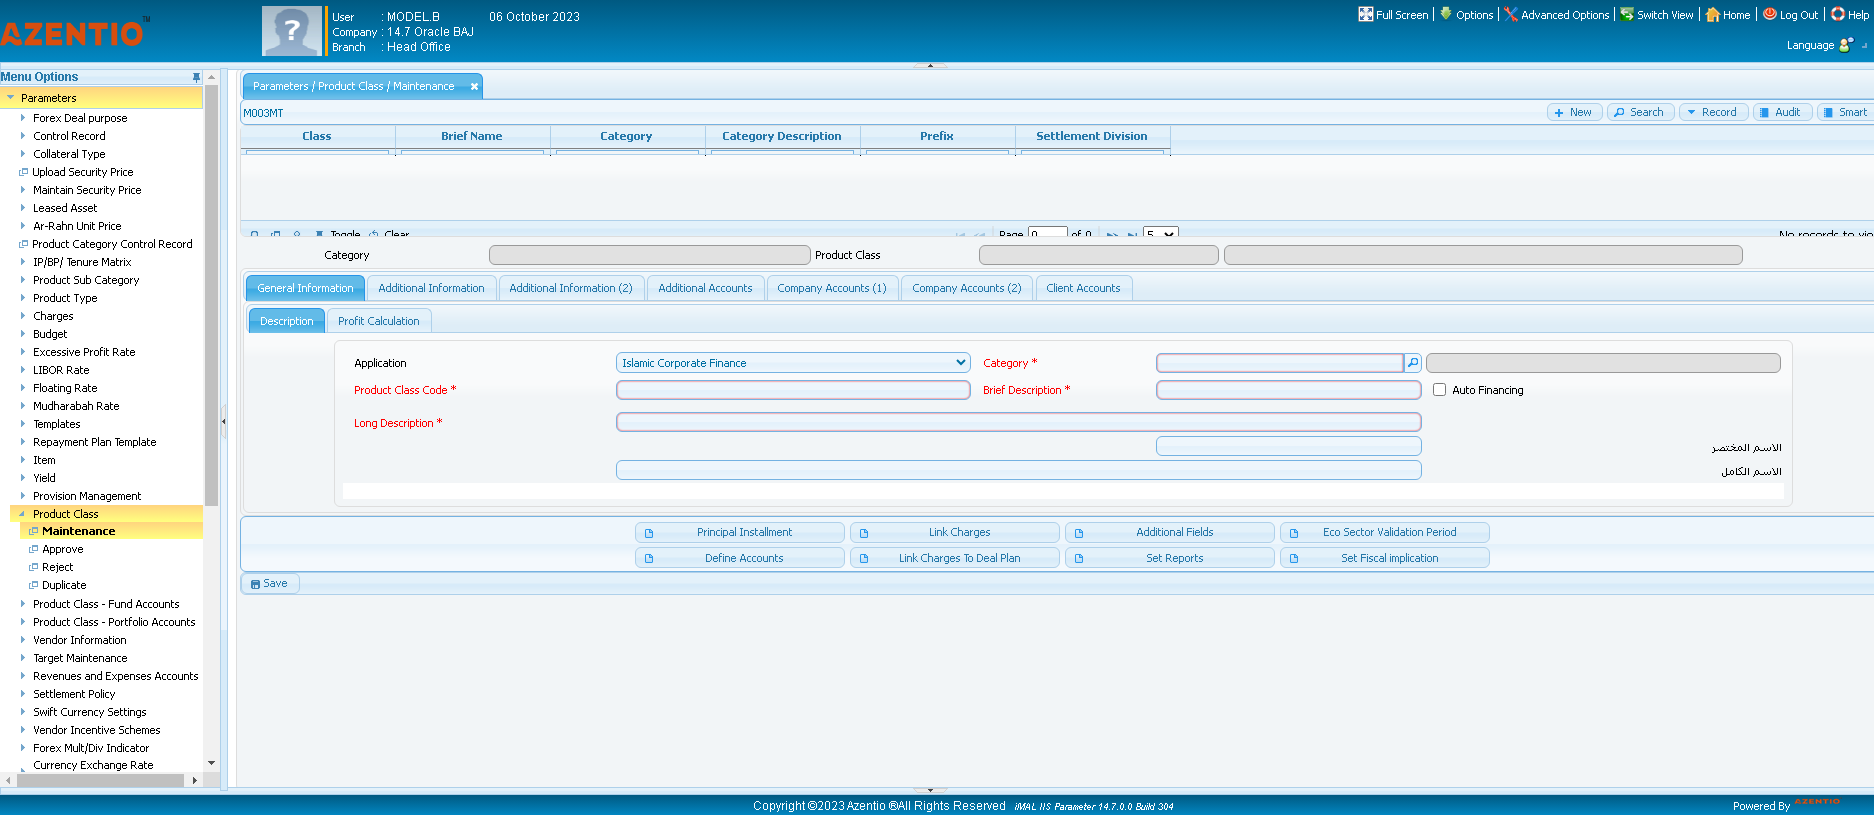 AZENTIO™
User : MODEL.B 06 October 2023
Company : 14.7 Oracle BAJ
Branch : Head Office
Full Screen Options Advanced Options Switch View Home Log Out Help
Language
Menu Options
Parameters
Forex Deal purpose
Control Record
Collateral Type
Upload Security Price
Maintain Security Price
Leased Asset
Ar-Rahn Unit Price
Product Category Control Record
IP/BP/ Tenure Matrix
Product Sub Category
Product Type
Charges
Budget
Excessive Profit Rate
LIBOR Rate
Floating Rate
Mudharabah Rate
Templates
Repayment Plan Template
Item
Yield
Provision Management
Product Class
Maintenance
Approve
Reject
Duplicate
Product Class - Fund Accounts
Product Class - Portfolio Accounts
Vendor Information
Target Maintenance
Revenues and Expenses Accounts
Settlement Policy
Swift Currency Settings
Vendor Incentive Schemes
Forex Mult/Div Indicator
Currency Exchange Rate
Parameters / Product Class / Maintenance
M003MT
New Search Record Audit Smart
Class Brief Name Category Category Description Prefix Settlement Division
Toggle Clear Page 0 of 0 5 No records to vie
Category Product Class
General Information Additional Information Additional Information (2) Additional Accounts Company Accounts (1) Company Accounts (2) Client Accounts
Description Profit Calculation
Application Islamic Corporate Finance Category *
Product Class Code * Brief Description * Auto Financing
Long Description *
الاسم المختصر
الاسم الكامل
Principal Installment Link Charges Additional Fields Eco Sector Validation Period
Define Accounts Link Charges To Deal Plan Set Reports Set Fiscal implication
Save
Copyright ©2023 Azentio ®All Rights Reserved iMAL IIS Parameter 14.7.0.0 Build 304
Powered By AZENTIO